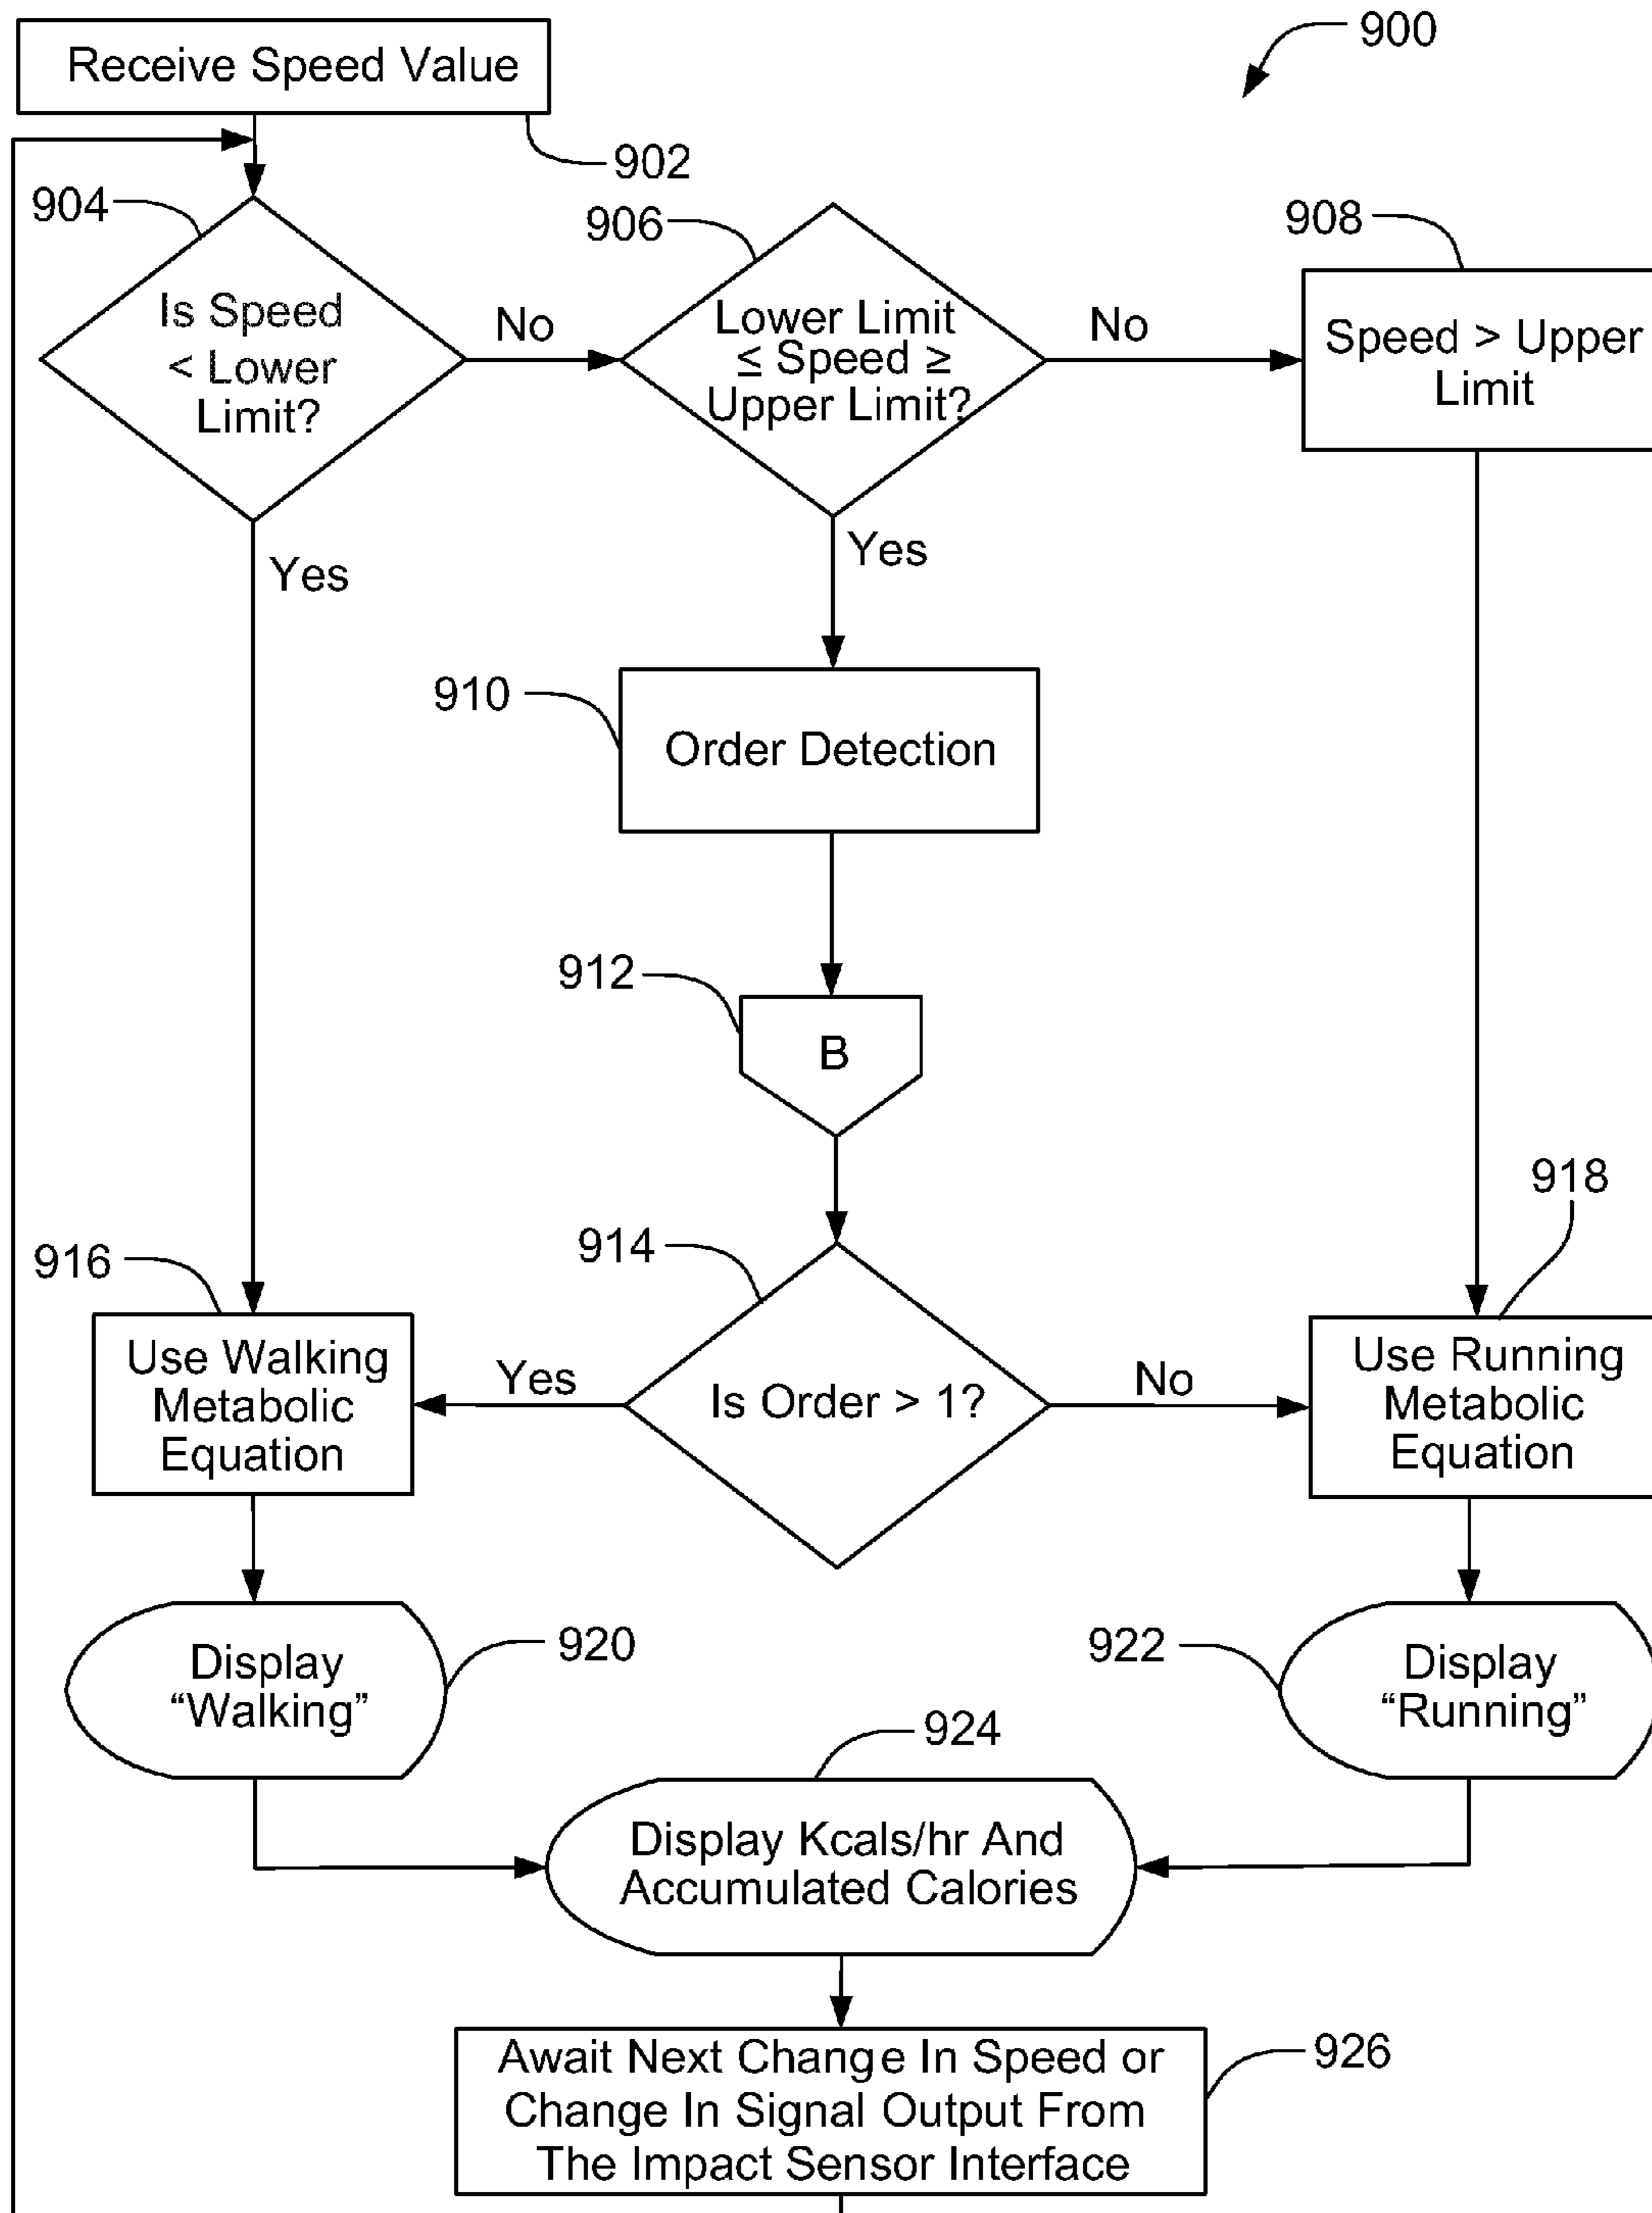 900
Receive Speed Value
902
904
906
908
Is Speed
< Lower
Limit?
No
Lower Limit
≤ Speed ≥
Upper Limit?
No
Speed > Upper
Limit
Yes
Yes
910
Order Detection
912
B
914
916
918
Use Walking
Metabolic
Equation
Yes
Is Order > 1?
No
Use Running
Metabolic
Equation
Display
“Walking”
920
922
Display
“Running”
924
Display Kcals/hr And
Accumulated Calories
Await Next Change In Speed or
Change In Signal Output From
The Impact Sensor Interface
926